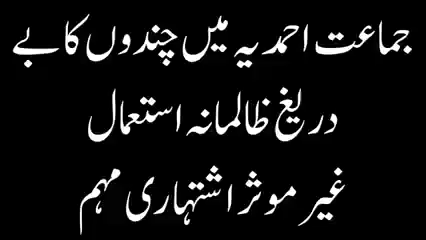 جماعت احمدیہ میں چندوں کا بے
دریغ ظالمانہ استعمال
غیر موثر اشتہاری مہم